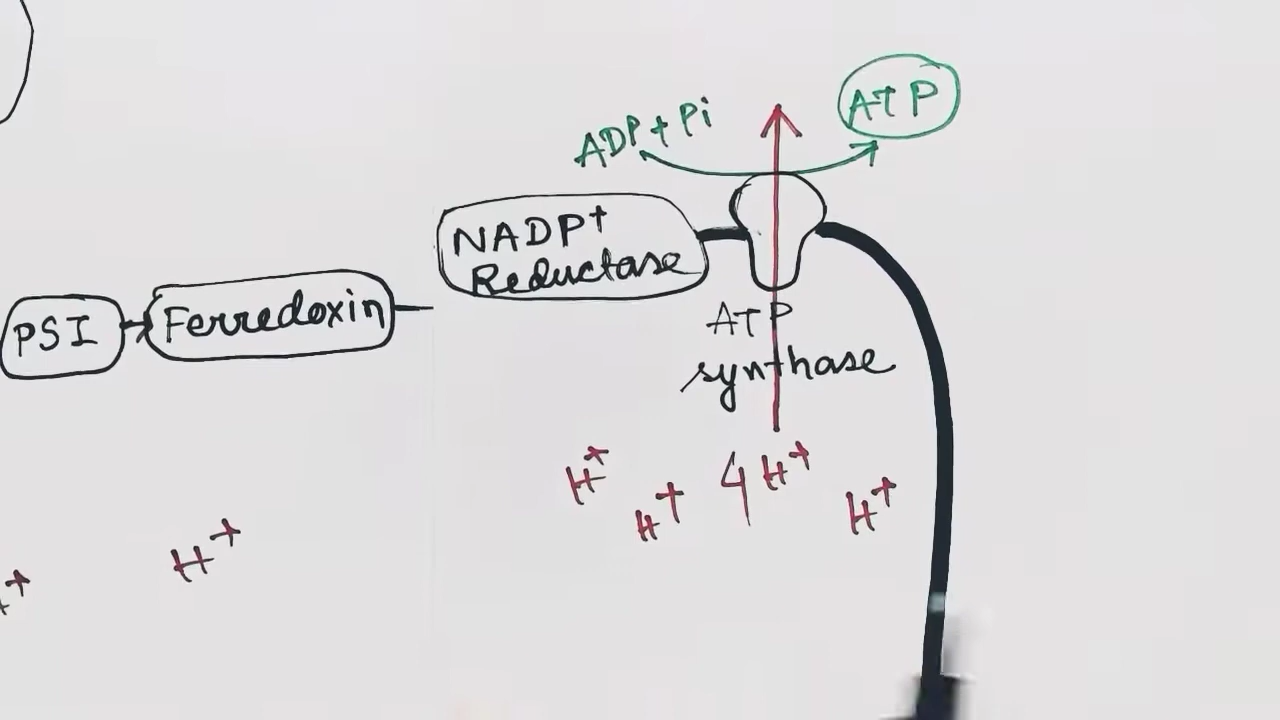 ADP + Pi
ATP
NADP+
Reductase
PSI
Ferredoxin
ATP
synthase
H+
H+
4H+
H+
H+